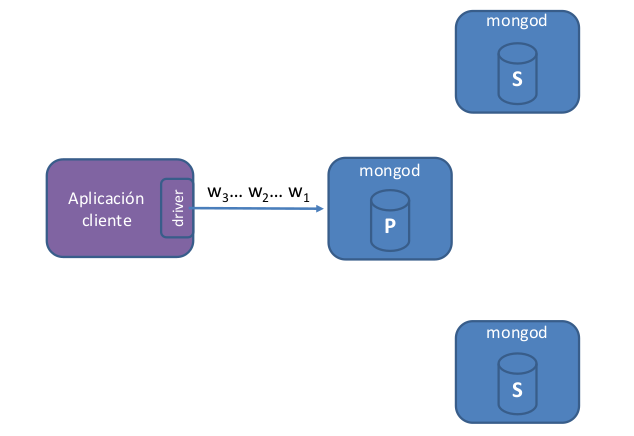 mongod
S
Aplicación
cliente
driver
w3... w2... w1
mongod
P
mongod
S